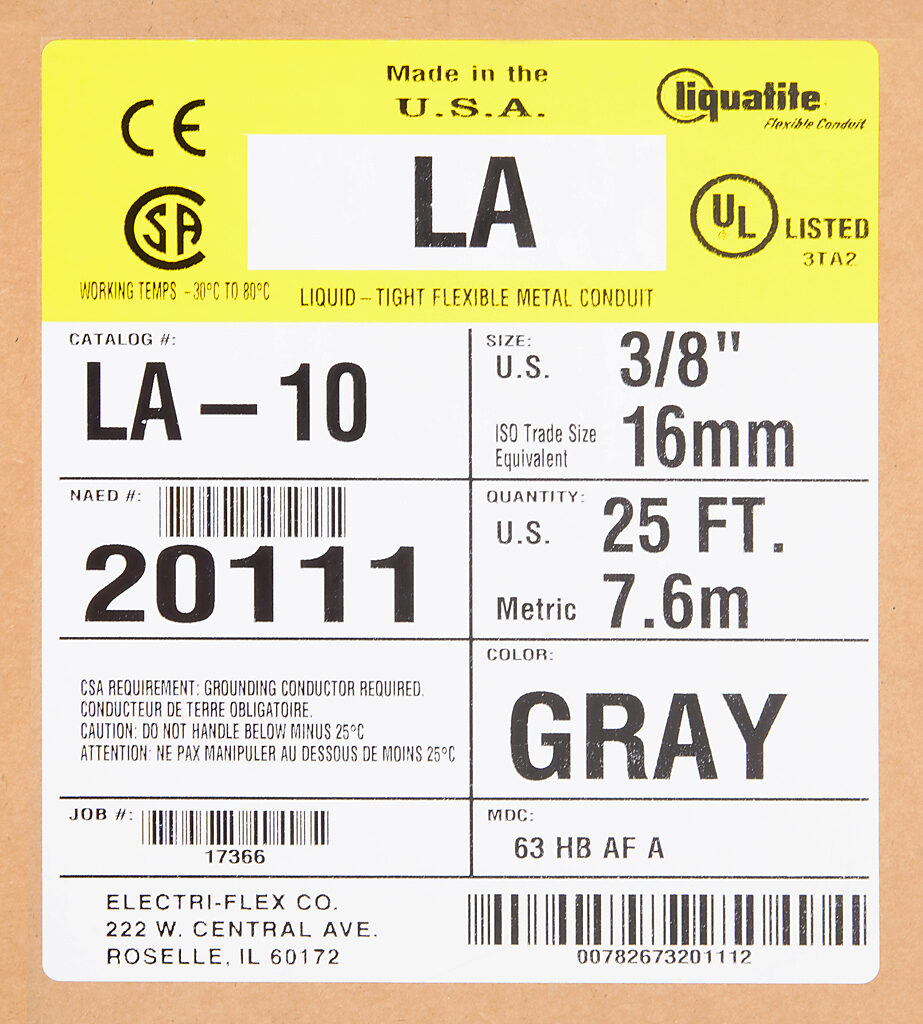 Made in the
U.S.A.
CE
liquatite
Flexible Conduit
LA
SA
UL
LISTED
3TA2
WORKING TEMPS -30°C TO 80°C
LIQUID – TIGHT FLEXIBLE METAL CONDUIT
CATALOG #:
LA – 10
SIZE:
U.S. 3/8"
ISO Trade Size
Equivalent
16mm
NAED #:
20111
QUANTITY:
U.S. 25 FT.
Metric 7.6m
CSA REQUIREMENT: GROUNDING CONDUCTOR REQUIRED.
CONDUCTEUR DE TERRE OBLIGATOIRE.
CAUTION: DO NOT HANDLE BELOW MINUS 25°C
ATTENTION: NE PAX MANIPULER AU DESSOUS DE MOINS 25°C
COLOR:
GRAY
JOB #:
17366
MDC:
63 HB AF A
ELECTRI-FLEX CO.
222 W. CENTRAL AVE.
ROSELLE, IL 60172
00782673201112